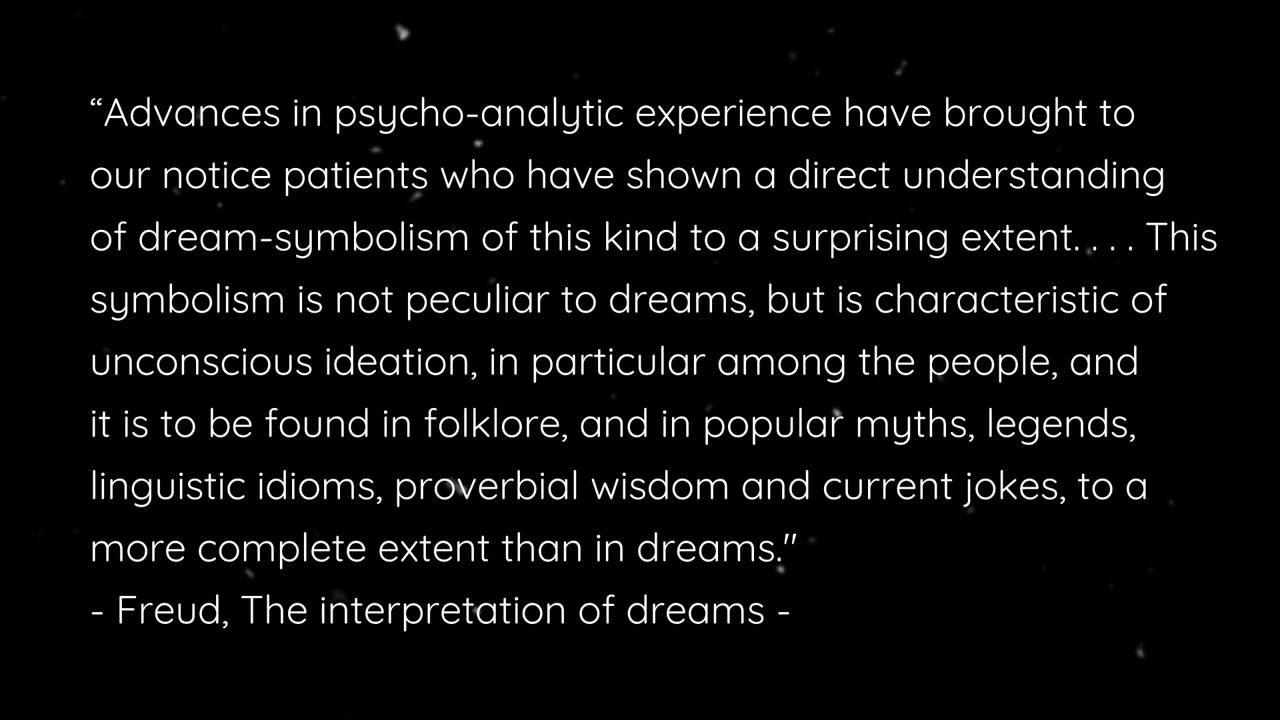 “Advances in psycho-analytic experience have brought to
our notice patients who have shown a direct understanding
of dream-symbolism of this kind to a surprising extent. . . . This
symbolism is not peculiar to dreams, but is characteristic of
unconscious ideation, in particular among the people, and
it is to be found in folklore, and in popular myths, legends,
linguistic idioms, proverbial wisdom and current jokes, to a
more complete extent than in dreams."
- Freud, The interpretation of dreams -